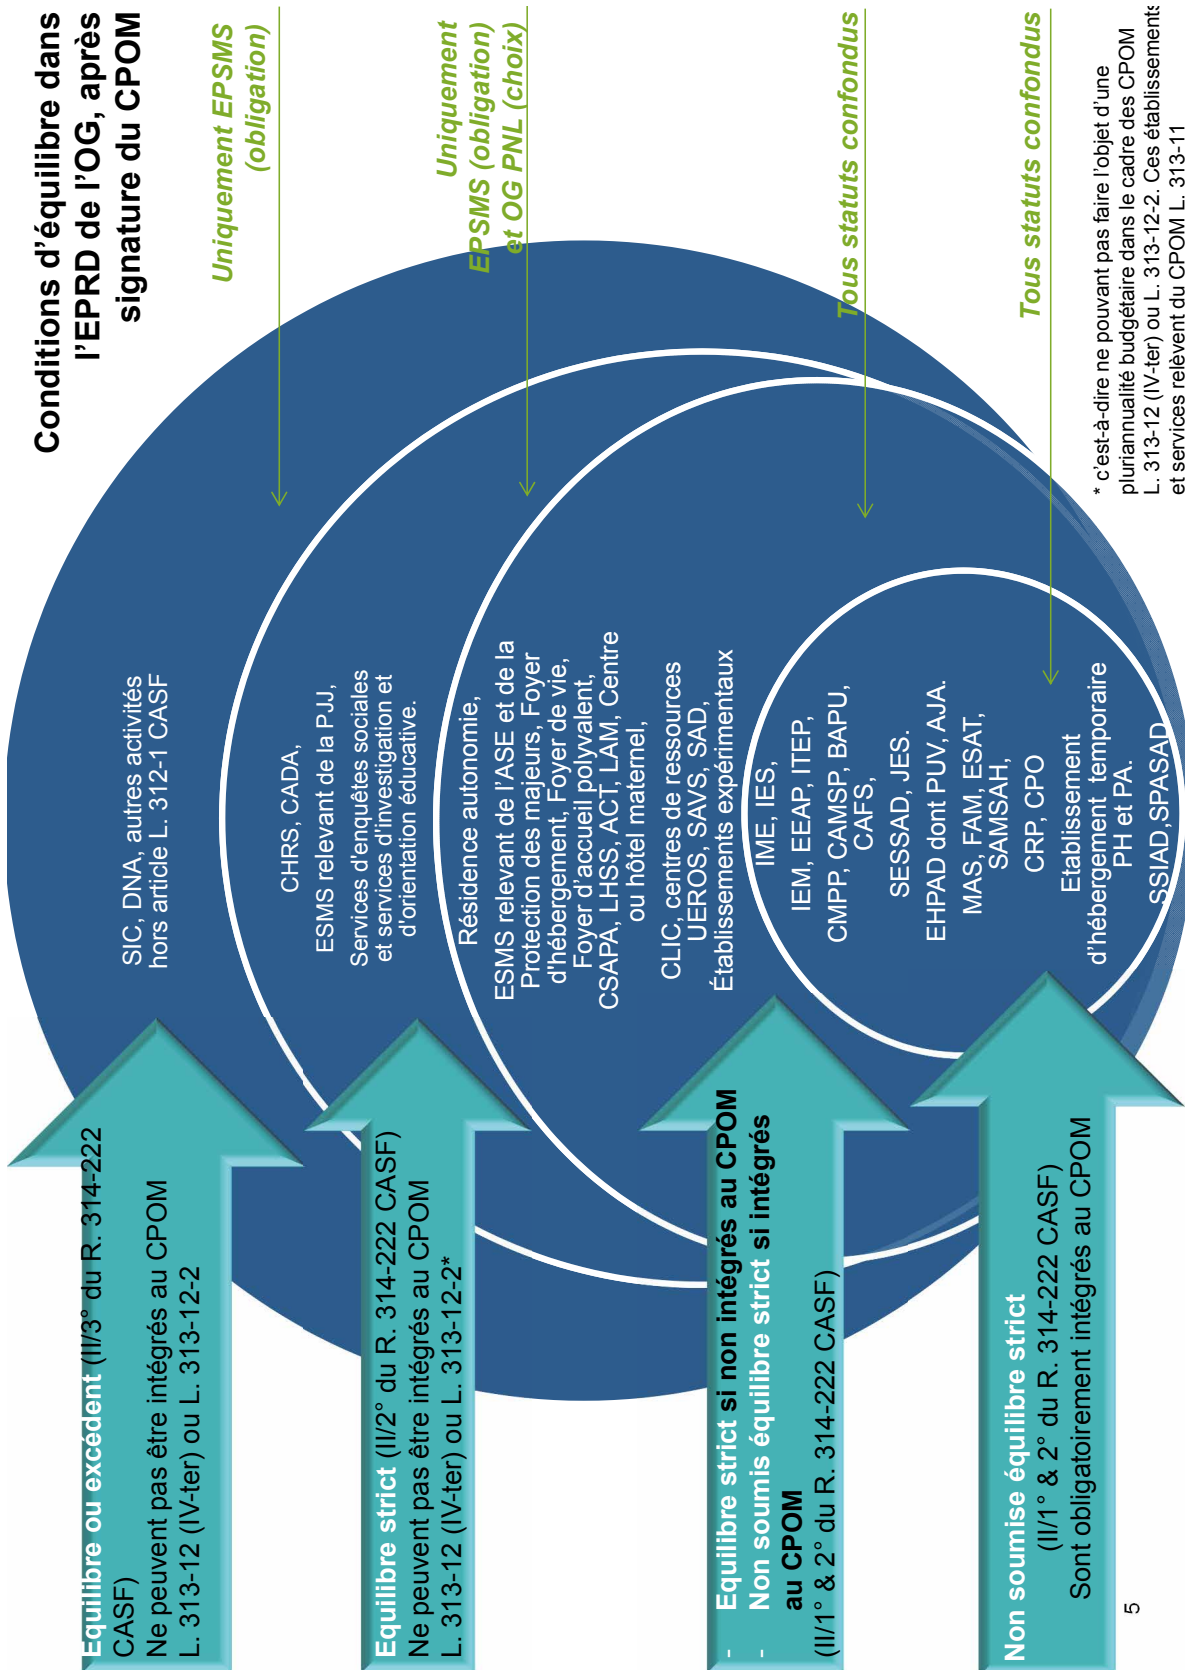 Conditions d'équilibre dans
l'EPRD de l'OG, après
signature du CPOM
Equilibre ou excédent (II/3° du R. 314-222
CASF)
Ne peuvent pas être intégrés au CPOM
L. 313-12 (IV-ter) ou L. 313-12-2
SIC, DNA, autres activités
hors article L. 312-1 CASF
Uniquement EPSMS
(obligation)
Equilibre strict (II/2° du R. 314-222 CASF)
Ne peuvent pas être intégrés au CPOM
L. 313-12 (IV-ter) ou L. 313-12-2*
CHRS, CADA,
ESMS relevant de la PJJ,
Services d'enquêtes sociales
et services d'investigation et
d'orientation éducative.
Uniquement
EPSMS (obligation)
et OG PNL (choix)
- Equilibre strict si non intégrés au CPOM
- Non soumis équilibre strict si intégrés
au CPOM
(II/1° & 2° du R. 314-222 CASF)
Résidence autonomie,
ESMS relevant de l'ASE et de la
Protection des majeurs, Foyer
d'hébergement, Foyer de vie,
Foyer d'accueil polyvalent,
CSAPA, LHSS, ACT, LAM, Centre
ou hôtel maternel,
CLIC, centres de ressources
UEROS, SAVS, SAD,
Établissements expérimentaux
Tous statuts confondus
Non soumise équilibre strict
(II/1° & 2° du R. 314-222 CASF)
Sont obligatoirement intégrés au CPOM
IME, IES,
IEM, EEAP, ITEP,
CMPP, CAMSP, BAPU,
CAFS,
SESSAD, JES.
EHPAD dont PUV, AJA.
MAS, FAM, ESAT,
SAMSAH,
CRP, CPO
Etablissement
d'hébergement temporaire
PH et PA.
SSIAD,SPASAD
Tous statuts confondus
* c'est-à-dire ne pouvant pas faire l'objet d'une
pluriannualité budgétaire dans le cadre des CPOM
L. 313-12 (IV-ter) ou L. 313-12-2. Ces établissements
et services relèvent du CPOM L. 313-11
5